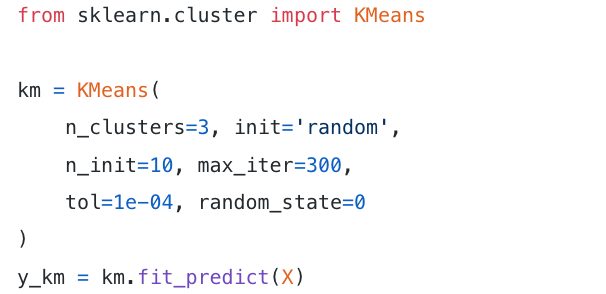 from sklearn.cluster import KMeans

km = KMeans(
    n_clusters=3, init='random',
    n_init=10, max_iter=300,
    tol=1e-04, random_state=0
)
y_km = km.fit_predict(X)